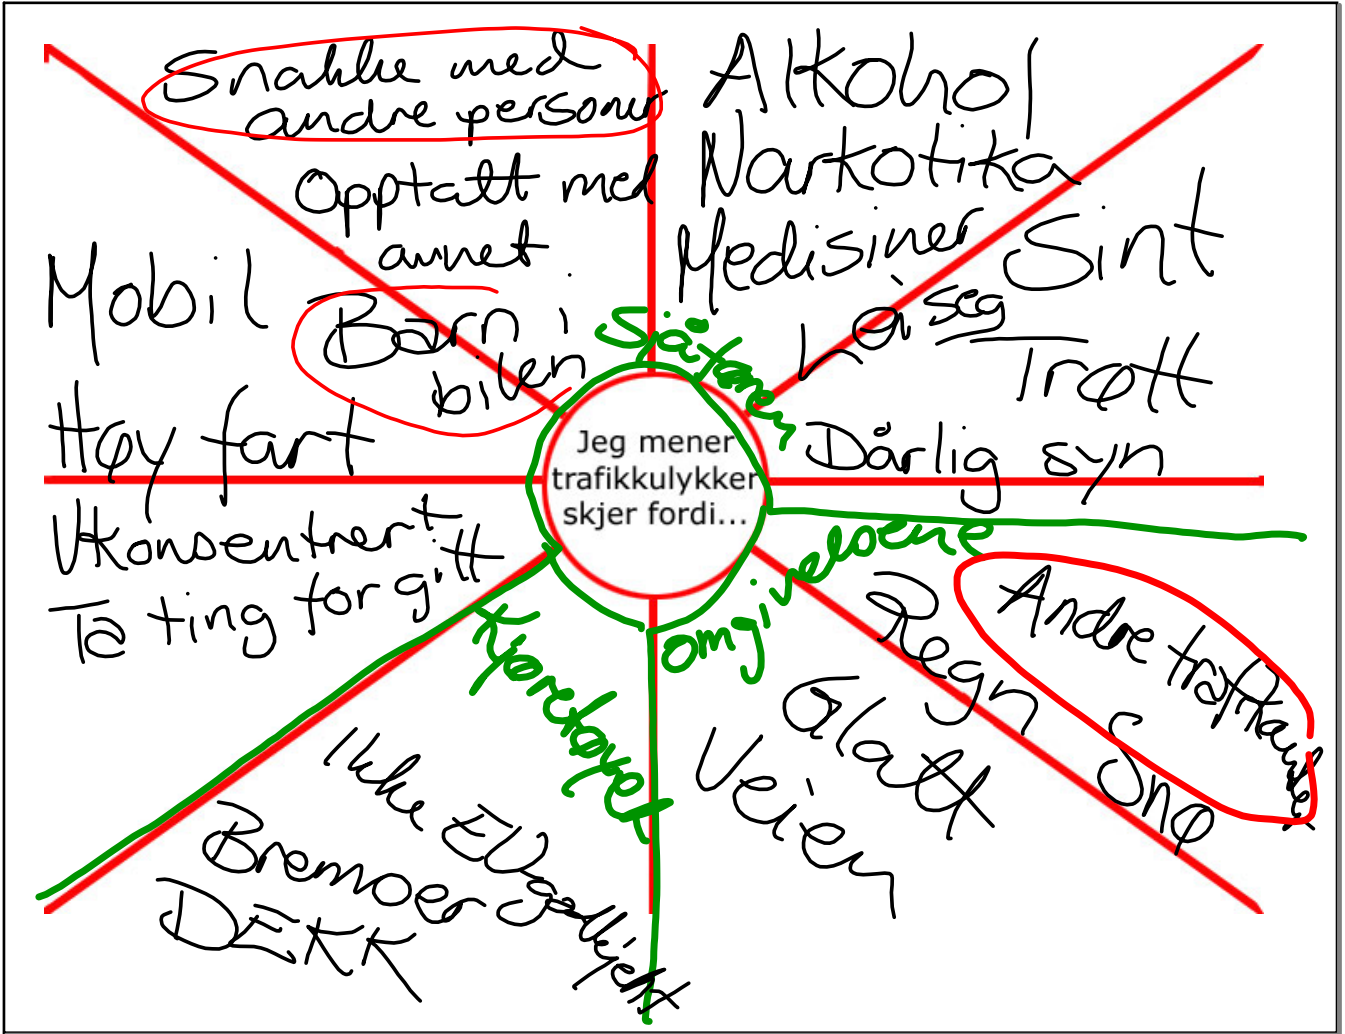 Snakke med
andre personer
Opptatt med
annet
Barn i
bilen
Mobil
Høy fart
Ukonsentrert
Ta ting for gitt
Alkohol
Narkotika
Medisiner
Sint
La seg
Trøtt
Dårlig syn
Sjåføren
Jeg mener
trafikkulykker
skjer fordi...
omgivelsene
Andre trafikanter
Regn
Snø
Glatt
Veien
Kjøretøyet
Ikke EU godkjent
Bremser
DEKK